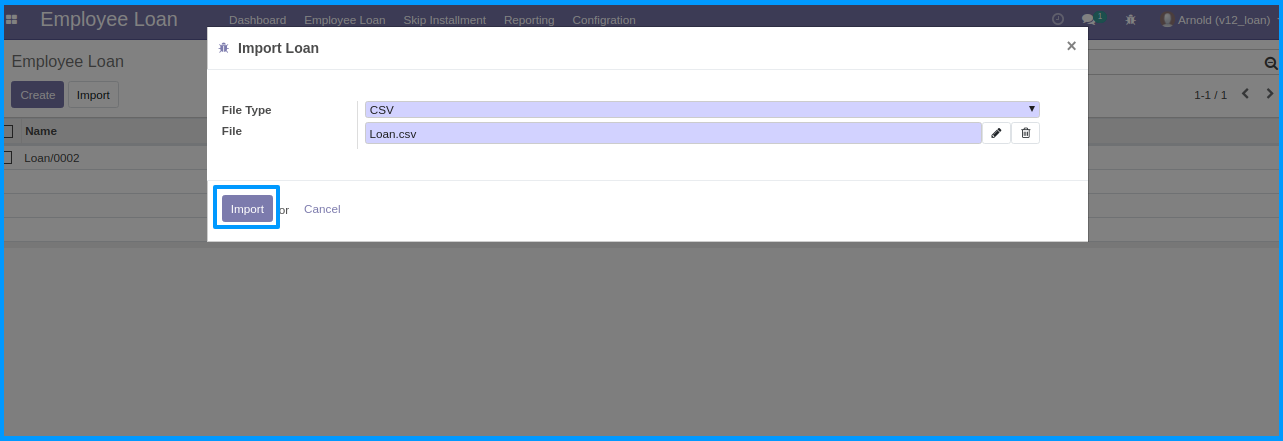 Employee Loan Dashboard Employee Loan Skip Installment Reporting Configration 1 Arnold (v12_loan)
Import Loan ×
Employee Loan
Create Import 1-1 / 1
File Type CSV
File Loan.csv
Name
Loan/0002
Import or Cancel